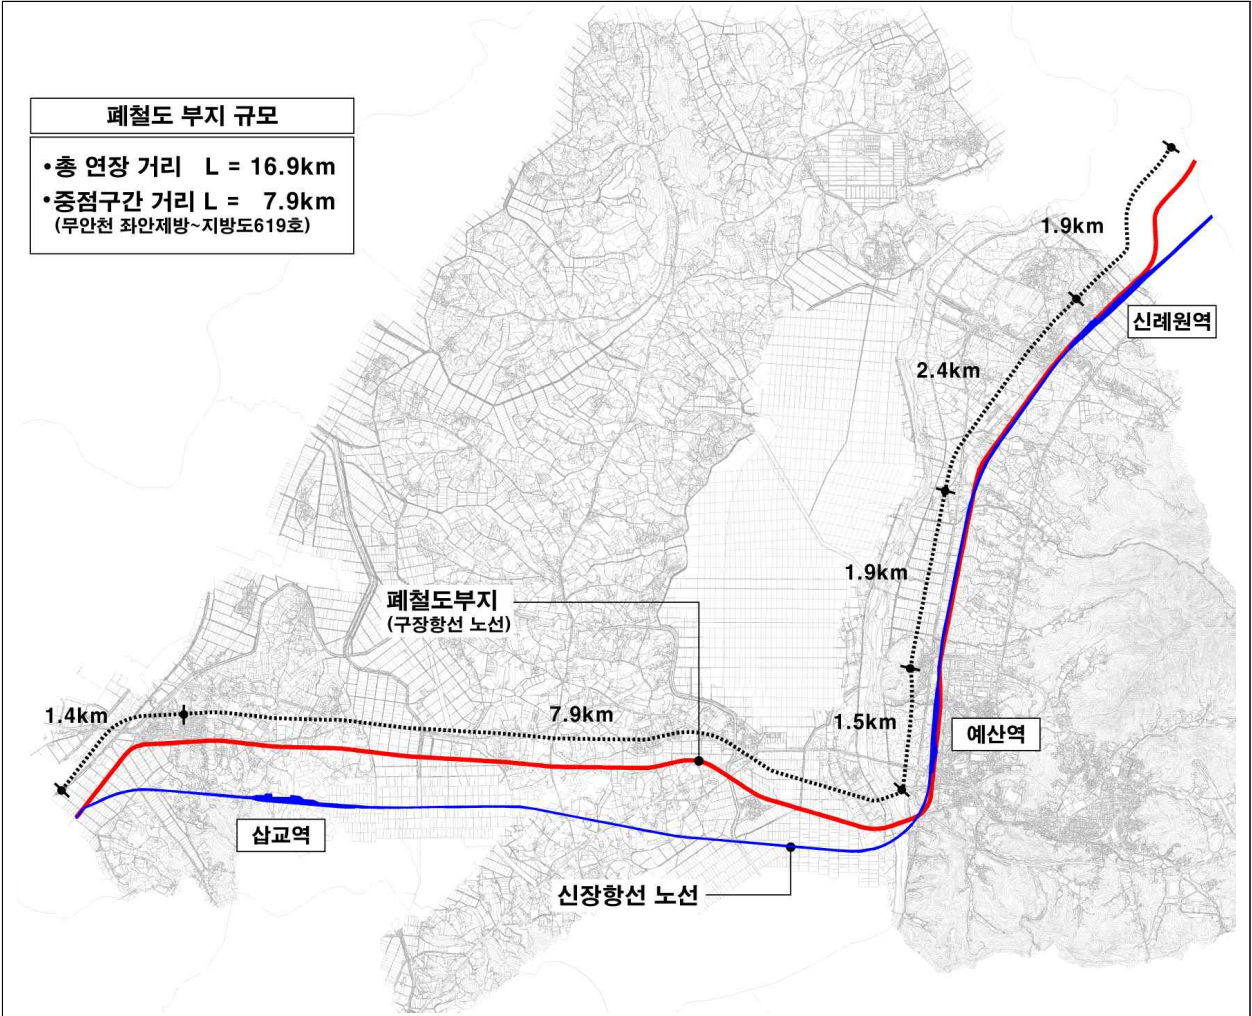 폐철도 부지 규모
•총 연장 거리 L = 16.9km
•중점구간 거리 L = 7.9km
(무안천 좌안제방~지방도619호)
1.9km
신례원역
2.4km
1.9km
폐철도부지
(구장항선 노선)
1.4km
7.9km
1.5km
예산역
삽교역
신장항선 노선